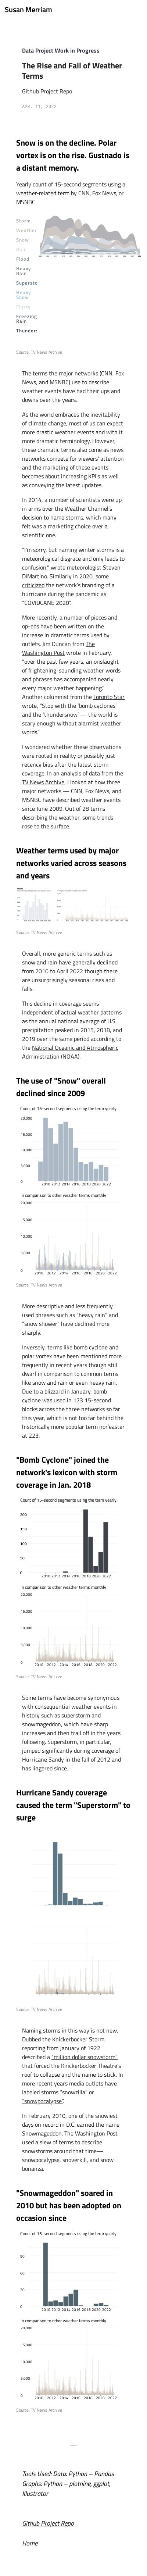 Susan Merriam
Data Project Work in Progress
The Rise and Fall of Weather
Terms
Github Project Repo
APR. 11, 2022
Snow is on the decline. Polar
vortex is on the rise. Gustnado is
a distant memory.
Yearly count of 15-second segments using a
weather-related term by CNN, Fox News, or
MSNBC
Storm
Weather
Snow
Rain
Flood
Heavy
Rain
Supersto
Heavy
Snow
Flurry
Freezing
Rain
Thunder:
Source: TV News Archive
The terms the major networks (CNN, Fox
News, and MSNBC) use to describe
weather events have had their ups and
downs over the years.
As the world embraces the inevitability
of climate change, most of us can expect
more drastic weather events and with it
more dramatic terminology. However,
these dramatic terms also come as news
networks compete for viewers' attention
and the marketing of these events
becomes about increasing KPI's as well
as conveying the latest updates.
In 2014, a number of scientists were up
in arms over the Weather Channel's
decision to name storms, which many
felt was a marketing choice over a
scientific one.
"I'm sorry, but naming winter storms is a
meteorological disgrace and only leads to
confusion," wrote meteorologist Steven
DiMartino. Similarly in 2020, some
criticized the network's branding of a
hurricane during the pandemic as
"COVIDCANE 2020".
More recently, a number of pieces and
op-eds have been written on the
increase in dramatic terms used by
outlets. Jim Duncan from The
Washington Post wrote in February,
"over the past few years, an onslaught
of frightening-sounding weather words
and phrases has accompanied nearly
every major weather happening."
Another columnist from the Toronto Star
wrote, "Stop with the 'bomb cyclones'
and the 'thundersnow' — the world is
scary enough without alarmist weather
words."
I wondered where these observations
were rooted in reality or possibly just
recency bias after the latest storm
coverage. In an analysis of data from the
TV News Archive, I looked at how three
major networks — CNN, Fox News, and
MSNBC have described weather events
since June 2009. Out of all 28 terms
describing the weather, some trends
rose to the surface.
Weather terms used by major
networks varied across seasons
and years
Source: TV News Archive
Overall, more generic terms such as
snow and rain have generally declined
from 2010 to April 2022 though there
are unsurprisingly seasonal rises and
falls.
This decline in coverage seems
independent of actual weather patterns
as the annual national average of U.S.
precipitation peaked in 2015, 2018, and
2019 over the same period according to
the National Oceanic and Atmospheric
Administration (NOAA).
The use of "Snow" overall
declined since 2009
Count of 15-second segments using the term yearly
20,000
15,000
10,000
5,000
0
2010 2012 2014 2016 2018 2020 2022
In comparison to other weather terms monthly
20,000
15,000
10,000
5,000
0
2010 2012 2014 2016 2018 2020 2022
Source: TV News Archive
More descriptive and less frequently
used phrases such as "heavy rain" and
"snow shower" have similarly declined
more sharply.
Inversely, terms like bomb cyclone and
polar vortex have been mentioned more
frequently in recent years though still
dwarf in comparison to common terms
like snow and rain or even heavy rain.
Due to a blizzard in January, bomb
cyclone was used in 173 15-second
blocks across the three networks so far
this year, which is not too far behind the
historically more popular term nor'easter
at 223.
"Bomb Cyclone" joined the
network's lexicon with storm
coverage in Jan. 2018
Count of 15-second segments using the term yearly
200
150
100
50
0
2010 2012 2014 2016 2018 2020 2022
In comparison to other weather terms monthly
20,000
15,000
10,000
5,000
0
2010 2012 2014 2016 2018 2020 2022
Source: TV News Archive
Some terms have become synonymous
with consequential weather events in
history such as superstorm and
snowmageddon, which have sharp
increases and then trail off in the years
following. Superstorm, in particular,
peaked significantly during coverage of
Hurricane Sandy in the fall of 2012 and
has lingered since.
Hurricane Sandy coverage
caused the term "Superstorm" to
surge
Source: TV News Archive
Naming storms in this way is not new.
Dubbed the Knickerbocker Storm,
reporting from January of 1922
described a "million dollar snowstorm"
that forced the Knickerbocker Theatre's
roof to collapse and the name to stick. In
more recent years media outlets have
labeled storms "snowzilla" or
"snowpocalypse".
In February 2010, one of the snowiest
days on record in D.C. earned the name
Snowmageddon. The Washington Post
used a slew of terms to describe
snowstorms around that time—
snowpocalypse, snoverkill, and snow
bonanza.
"Snowmageddon" soared in
2010 but has been adopted on
occasion since
Count of 15-second segments using the term yearly
90
60
30
0
2010 2012 2014 2016 2018 2020 2022
In comparison to other weather terms monthly
20,000
15,000
10,000
5,000
0
2010 2012 2014 2016 2018 2020 2022
Source: TV News Archive
Tools Used: Data: Python – Pandas
Graphs: Python – plotnine, ggplot,
Illustrator
Github Project Repo
Home